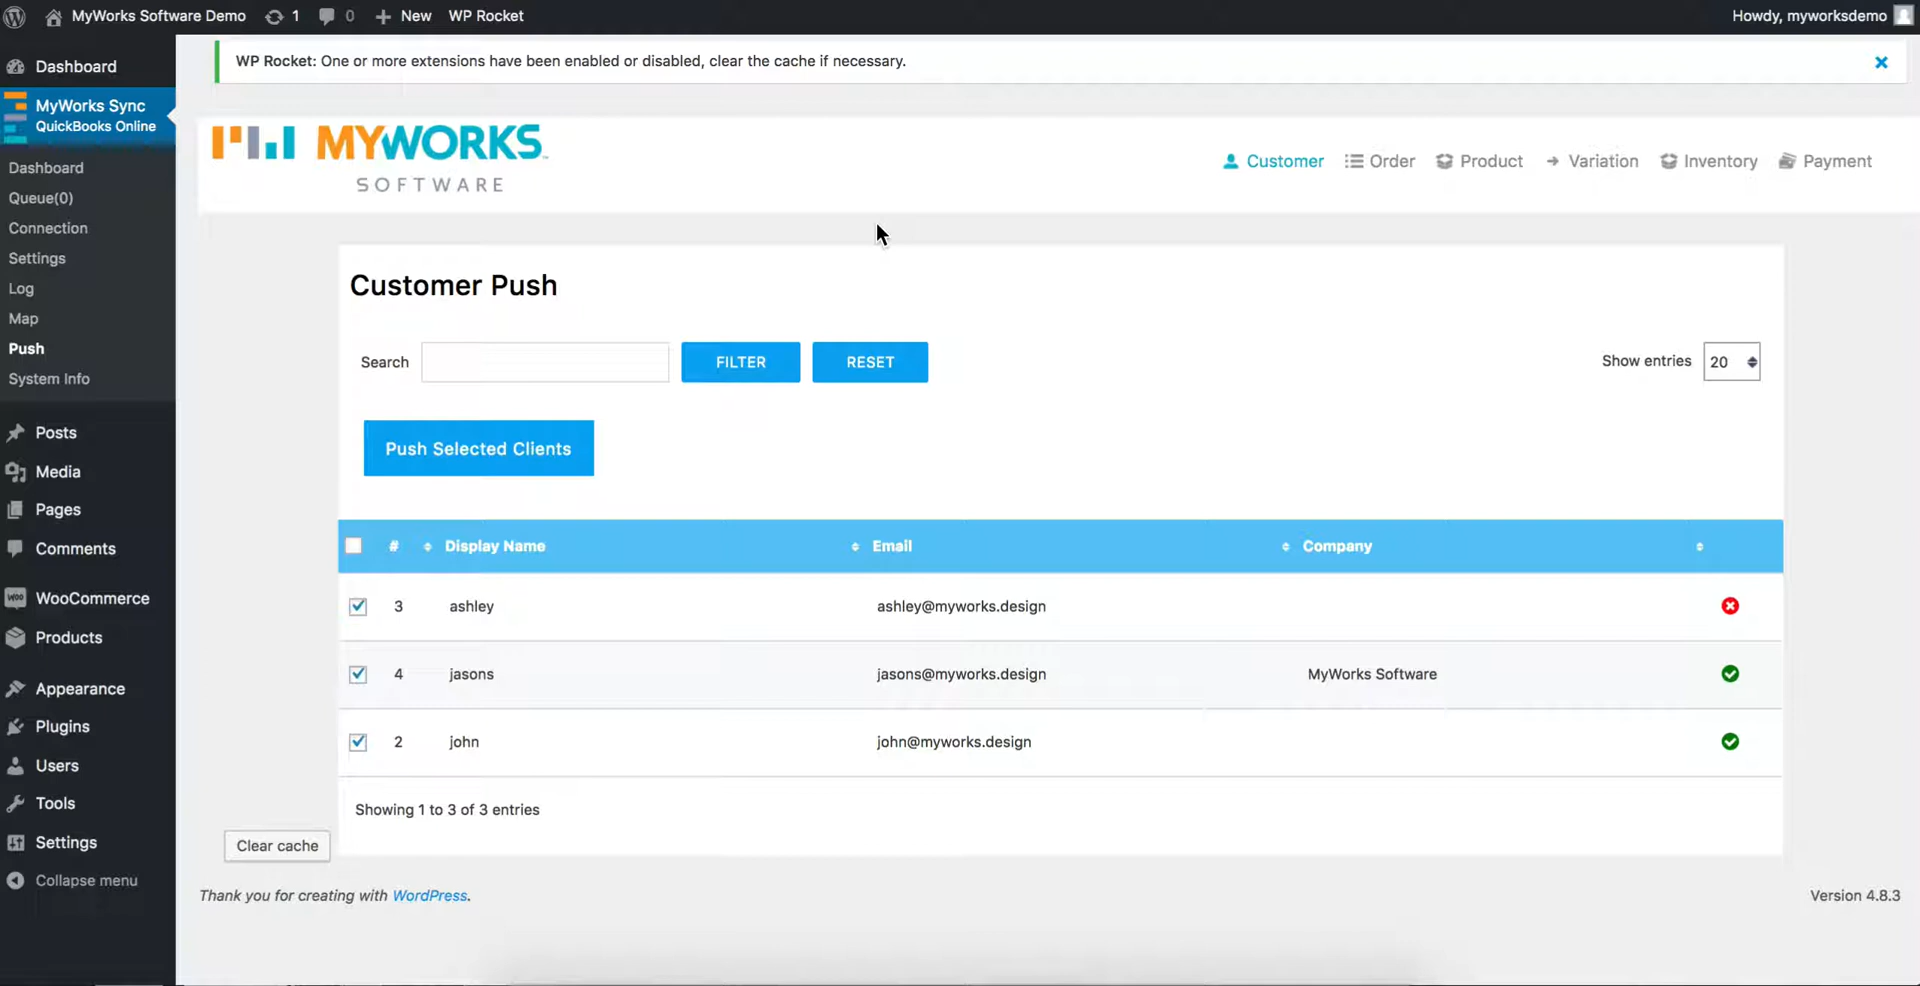 MyWorks Software Demo 1 0 New WP Rocket Howdy, myworksdemo
WP Rocket: One or more extensions have been enabled or disabled, clear the cache if necessary.
Dashboard
MyWorks Sync
QuickBooks Online
Dashboard
Queue(0)
Connection
Settings
Log
Map
Push
System Info
Posts
Media
Pages
Comments
WooCommerce
Products
Appearance
Plugins
Users
Tools
Settings
Collapse menu
MYWORKS
SOFTWARE
Customer Order Product Variation Inventory Payment
Customer Push
Search FILTER RESET Show entries 20
Push Selected Clients
# Display Name Email Company
3 ashley ashley@myworks.design
4 jasons jasons@myworks.design MyWorks Software
2 john john@myworks.design
Showing 1 to 3 of 3 entries
Clear cache
Thank you for creating with WordPress. Version 4.8.3